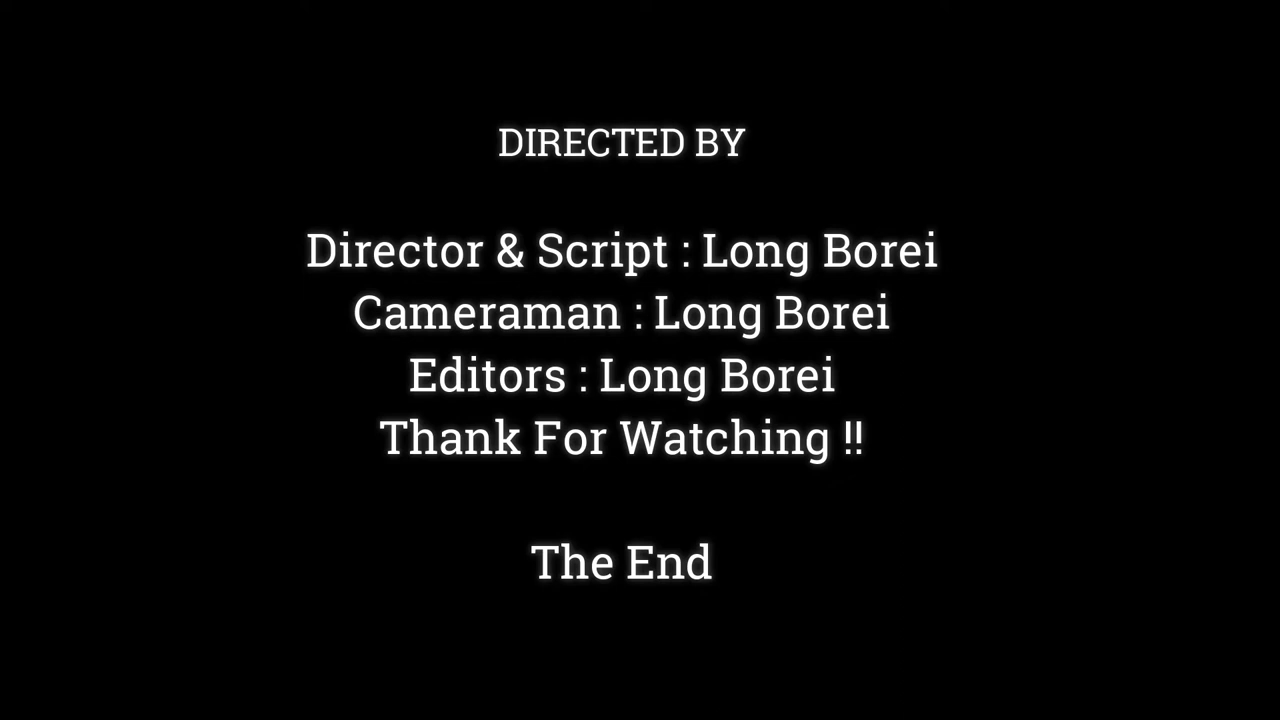 DIRECTED BY
Director & Script : Long Borei
Cameraman : Long Borei
Editors : Long Borei
Thank For Watching !!
The End